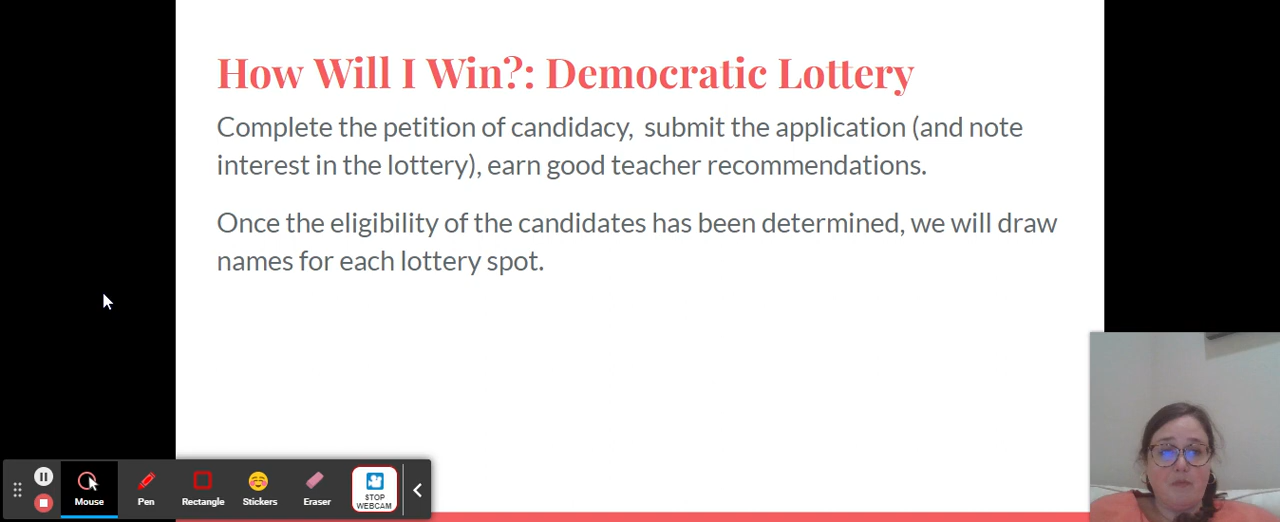 How Will I Win?: Democratic Lottery
Complete the petition of candidacy,  submit the application (and note
interest in the lottery), earn good teacher recommendations.
Once the eligibility of the candidates has been determined, we will draw
names for each lottery spot.
Mouse
Pen
Rectangle
Stickers
Eraser
STOP
WEBCAM